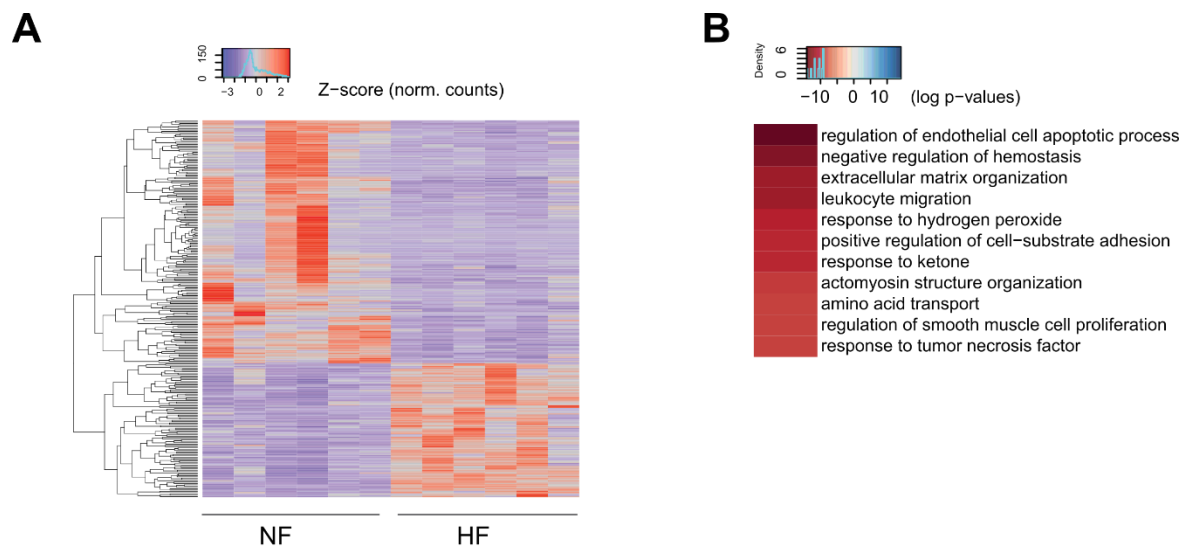 A
0 150
-3 0 2
Z-score (norm. counts)
NF
HF
B
Density
0 6
-10 0 10
(log p-values)
regulation of endothelial cell apoptotic process
negative regulation of hemostasis
extracellular matrix organization
leukocyte migration
response to hydrogen peroxide
positive regulation of cell-substrate adhesion
response to ketone
actomyosin structure organization
amino acid transport
regulation of smooth muscle cell proliferation
response to tumor necrosis factor